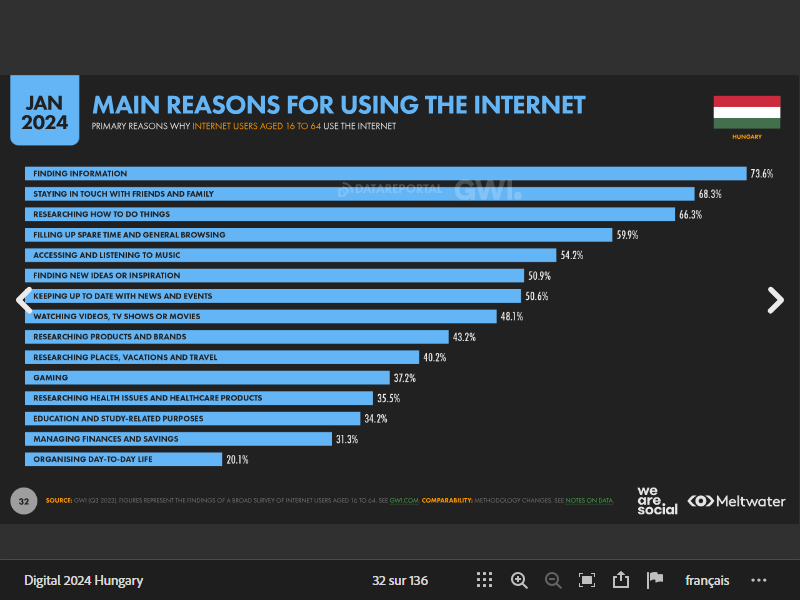 JAN
2024
MAIN REASONS FOR USING THE INTERNET
PRIMARY REASONS WHY INTERNET USERS AGED 16 TO 64 USE THE INTERNET
HUNGARY
DATAREPORTAL GWI.
FINDING INFORMATION 73.6%
STAYING IN TOUCH WITH FRIENDS AND FAMILY 68.3%
RESEARCHING HOW TO DO THINGS 66.3%
FILLING UP SPARE TIME AND GENERAL BROWSING 59.9%
ACCESSING AND LISTENING TO MUSIC 54.2%
FINDING NEW IDEAS OR INSPIRATION 50.9%
KEEPING UP TO DATE WITH NEWS AND EVENTS 50.6%
WATCHING VIDEOS, TV SHOWS OR MOVIES 48.1%
RESEARCHING PRODUCTS AND BRANDS 43.2%
RESEARCHING PLACES, VACATIONS AND TRAVEL 40.2%
GAMING 37.2%
RESEARCHING HEALTH ISSUES AND HEALTHCARE PRODUCTS 35.5%
EDUCATION AND STUDY-RELATED PURPOSES 34.2%
MANAGING FINANCES AND SAVINGS 31.3%
ORGANISING DAY-TO-DAY LIFE 20.1%
32
SOURCE: GWI (Q3 2023). FIGURES REPRESENT THE FINDINGS OF A BROAD SURVEY OF INTERNET USERS AGED 16 TO 64. SEE GWI.COM. COMPARABILITY: METHODOLOGY CHANGES. SEE NOTES ON DATA.
we
are.
social
Meltwater
Digital 2024 Hungary
32 sur 136
français